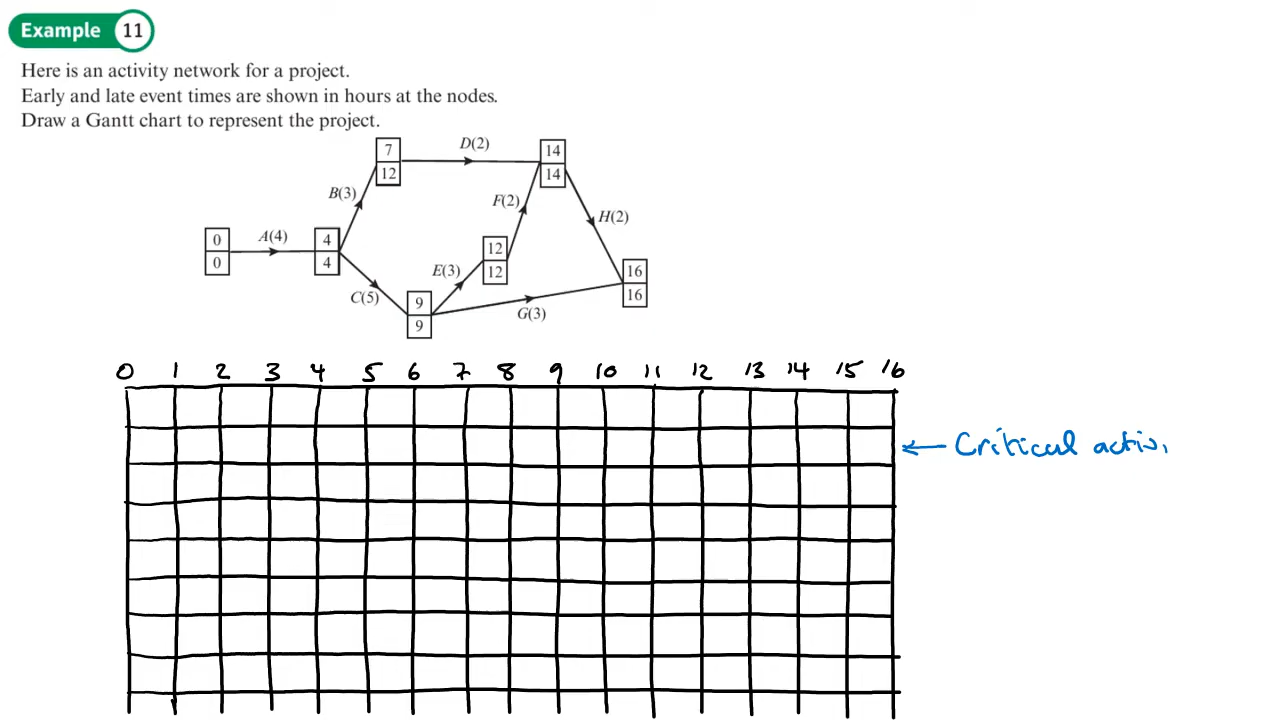 Example 11
Here is an activity network for a project.
Early and late event times are shown in hours at the nodes.
Draw a Gantt chart to represent the project.
7
12
D(2)
14
14
B(3)
F(2)
H(2)
0
0
A(4)
4
4
12
12
E(3)
16
16
C(5)
9
9
G(3)
0 1 2 3 4 5 6 7 8 9 10 11 12 13 14 15 16
← Critical